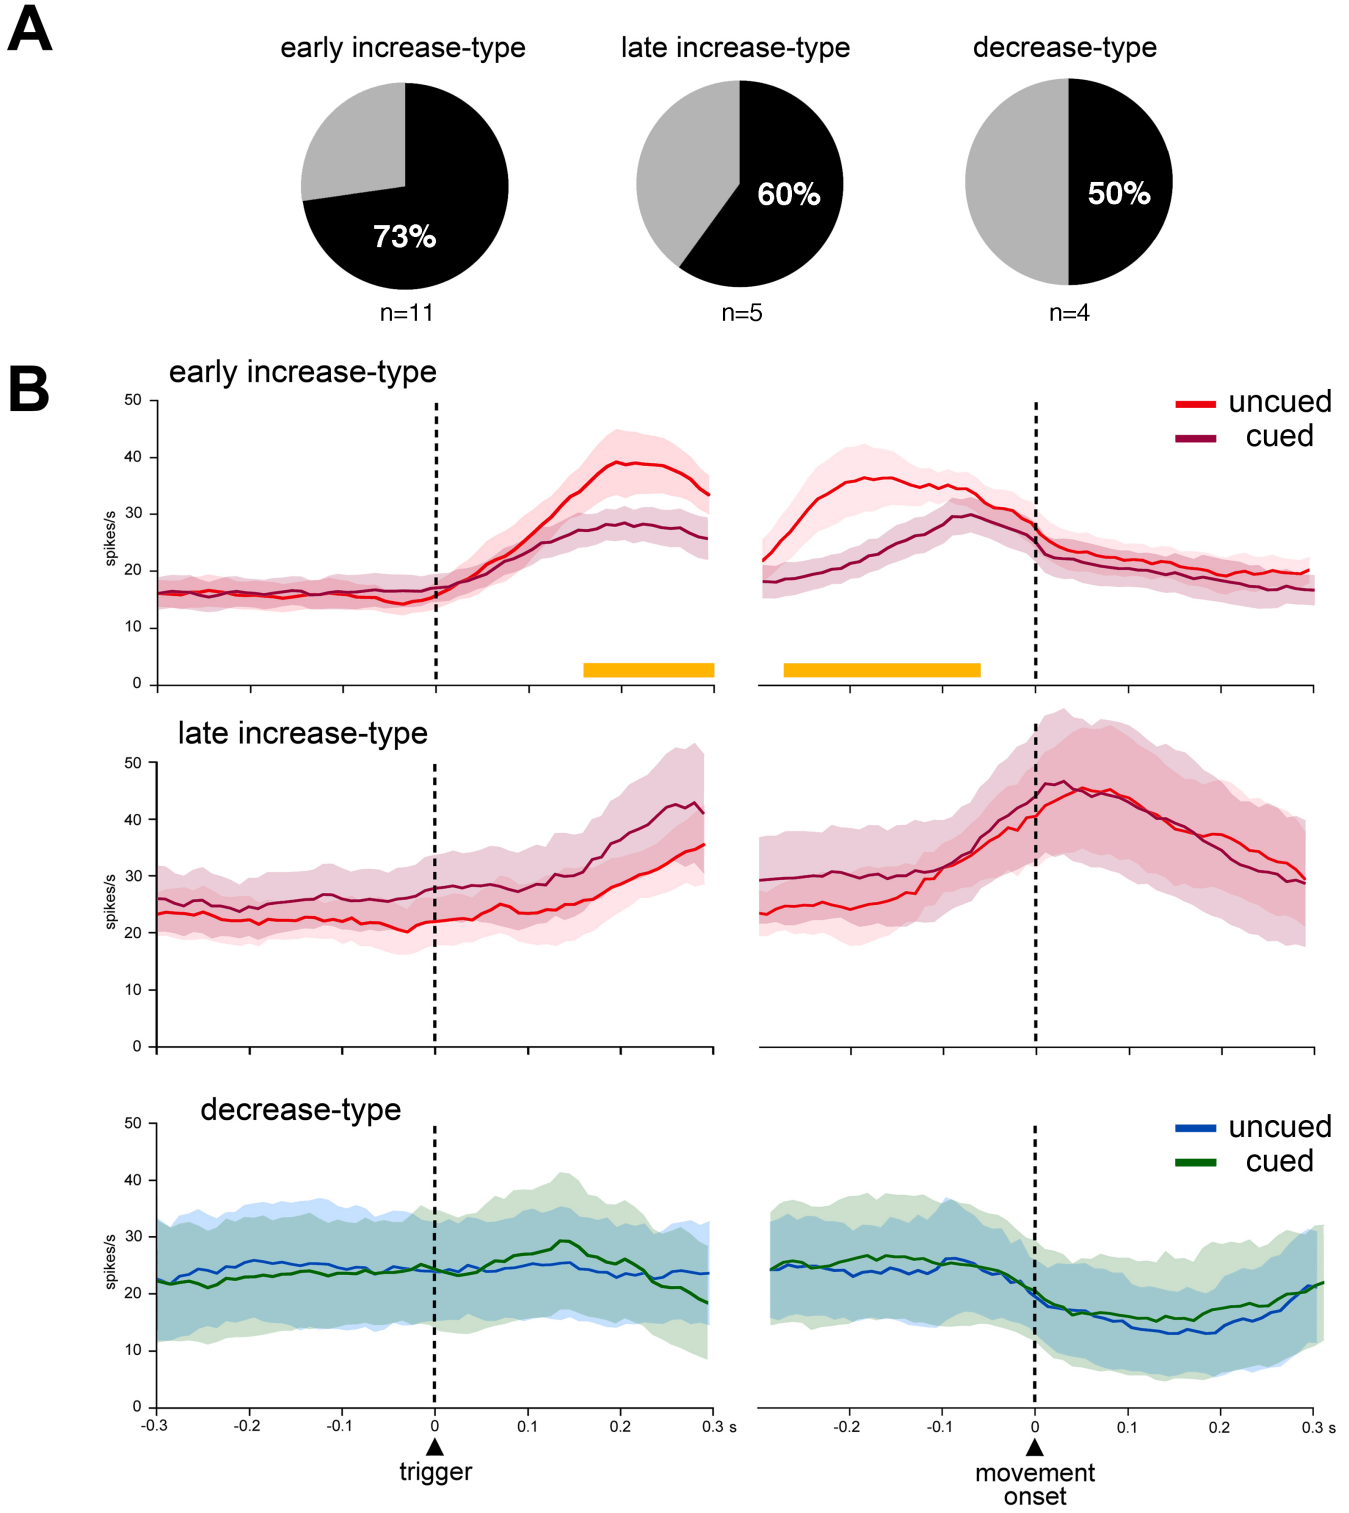 A
early increase-type
late increase-type
decrease-type
73%
60%
50%
n=11
n=5
n=4
B
early increase-type
uncued
cued
50
40
30
20
10
0
spikes/s
late increase-type
50
40
30
20
10
0
spikes/s
decrease-type
uncued
cued
50
40
30
20
10
0
spikes/s
-0.3 -0.2 -0.1 0 0.1 0.2 0.3 s
-0.2 -0.1 0 0.1 0.2 0.3 s
trigger
movement
onset